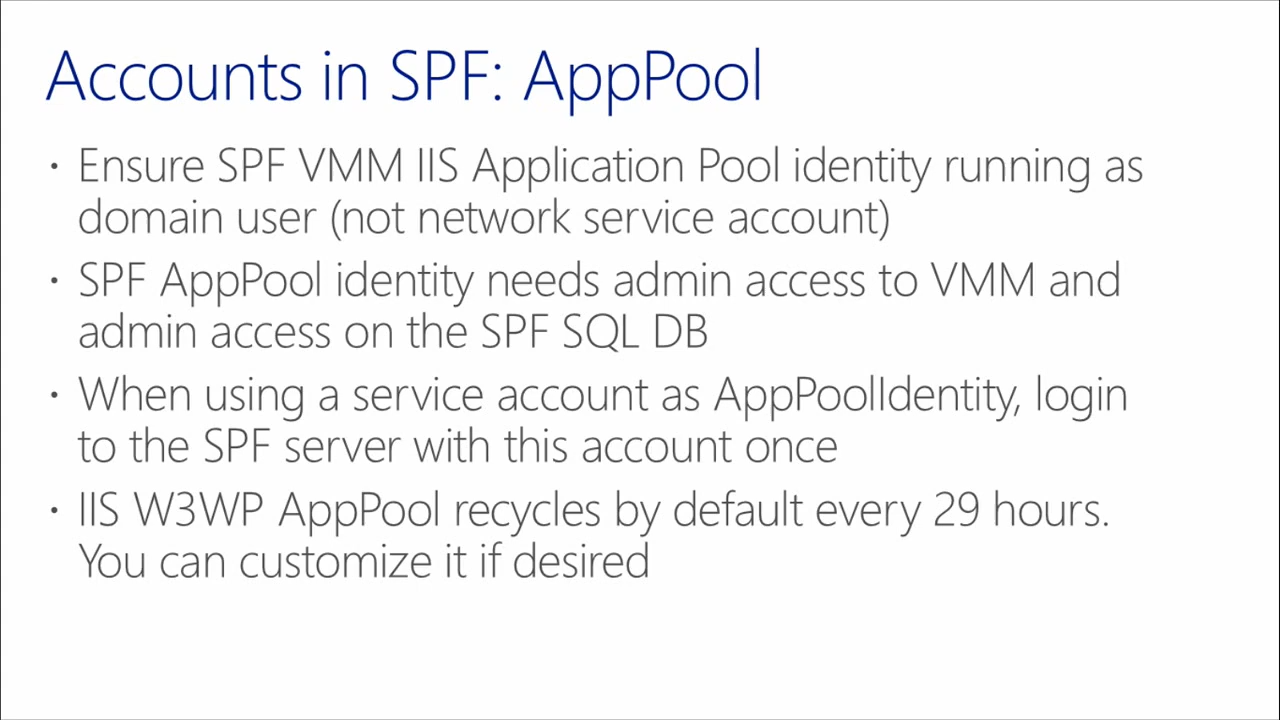 Accounts in SPF: AppPool
• Ensure SPF VMM IIS Application Pool identity running as
domain user (not network service account)
• SPF AppPool identity needs admin access to VMM and
admin access on the SPF SQL DB
• When using a service account as AppPoolIdentity, login
to the SPF server with this account once
• IIS W3WP AppPool recycles by default every 29 hours.
You can customize it if desired